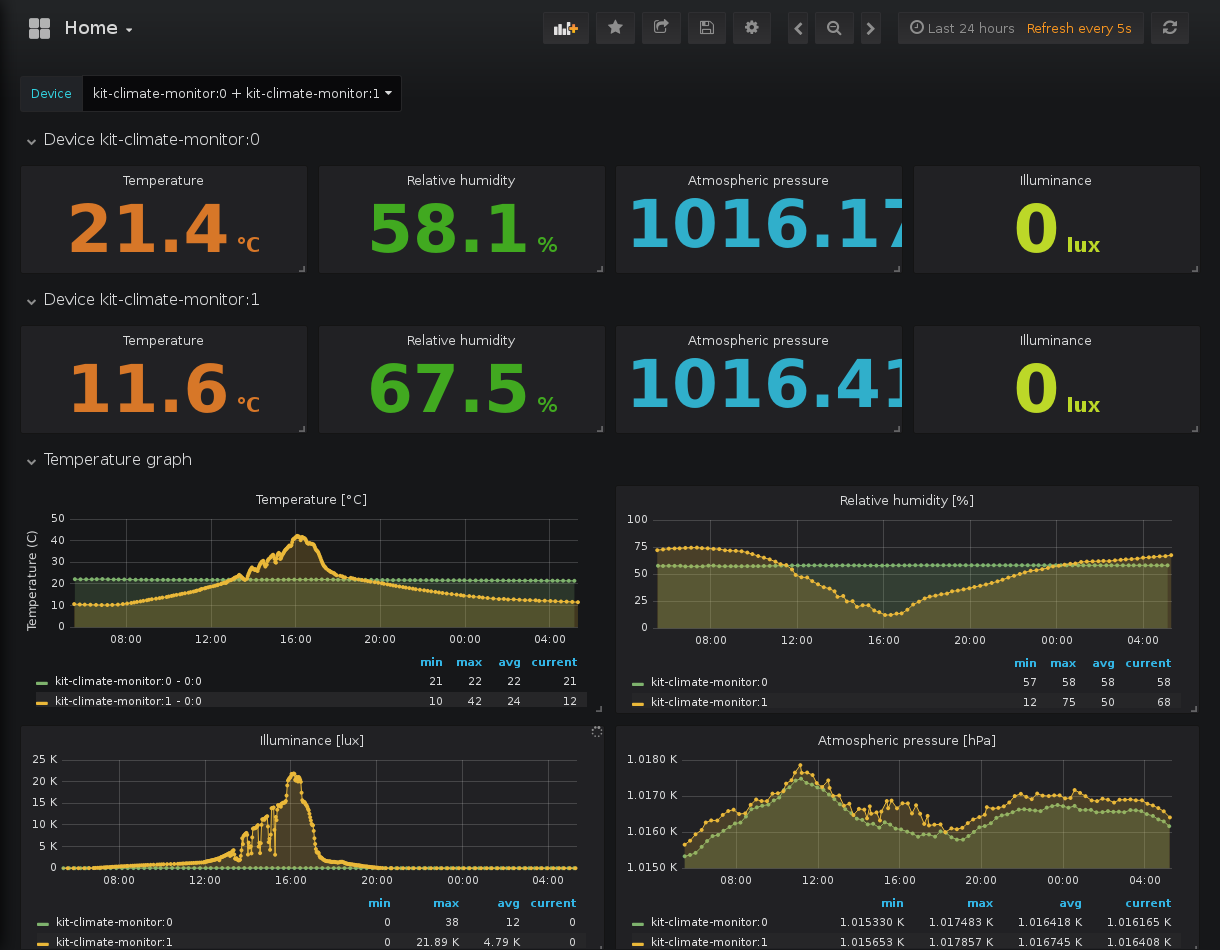 Home
Last 24 hours Refresh every 5s
Device kit-climate-monitor:0 + kit-climate-monitor:1
Device kit-climate-monitor:0
Temperature Relative humidity Atmospheric pressure Illuminance
21.4 °C 58.1 % 1016.17 0 lux
Device kit-climate-monitor:1
Temperature Relative humidity Atmospheric pressure Illuminance
11.6 °C 67.5 % 1016.41 0 lux
Temperature graph
Temperature [°C]
Temperature (C)
50
40
30
20
10
0
08:00 12:00 16:00 20:00 00:00 04:00
min max avg current
kit-climate-monitor:0 - 0:0 21 22 22 21
kit-climate-monitor:1 - 0:0 10 42 24 12
Relative humidity [%]
100
75
50
25
0
08:00 12:00 16:00 20:00 00:00 04:00
min max avg current
kit-climate-monitor:0 57 58 58 58
kit-climate-monitor:1 12 75 50 68
Illuminance [lux]
25 K
20 K
15 K
10 K
5 K
0
08:00 12:00 16:00 20:00 00:00 04:00
min max avg current
kit-climate-monitor:0 0 38 12 0
kit-climate-monitor:1 0 21.89 K 4.79 K 0
Atmospheric pressure [hPa]
1.0180 K
1.0170 K
1.0160 K
1.0150 K
08:00 12:00 16:00 20:00 00:00 04:00
min max avg current
kit-climate-monitor:0 1.015330 K 1.017483 K 1.016418 K 1.016165 K
kit-climate-monitor:1 1.015653 K 1.017857 K 1.016745 K 1.016408 K